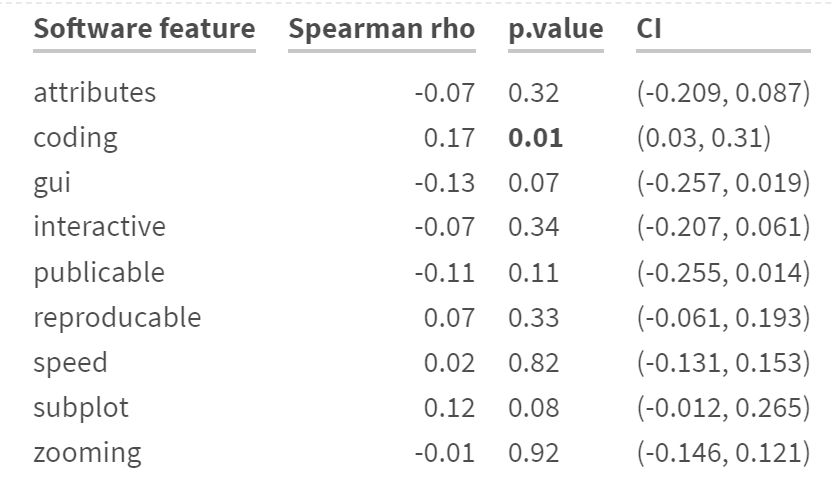 Software feature Spearman rho p.value CI
attributes -0.07 0.32 (-0.209, 0.087)
coding 0.17 0.01 (0.03, 0.31)
gui -0.13 0.07 (-0.257, 0.019)
interactive -0.07 0.34 (-0.207, 0.061)
publicable -0.11 0.11 (-0.255, 0.014)
reproducable 0.07 0.33 (-0.061, 0.193)
speed 0.02 0.82 (-0.131, 0.153)
subplot 0.12 0.08 (-0.012, 0.265)
zooming -0.01 0.92 (-0.146, 0.121)